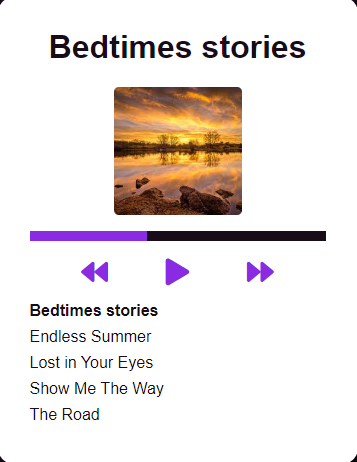 Bedtimes stories
Bedtimes stories
Endless Summer
Lost in Your Eyes
Show Me The Way
The Road